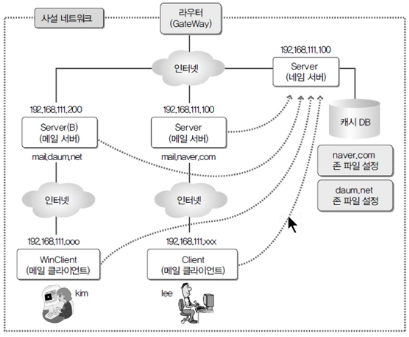 사설 네트워크
라우터
(GateWay)
192,168,111,100
인터넷
Server
(네임 서버)
192,168,111,200
192,168,111,100
Server(B)
(메일 서버)
Server
(메일 서버)
캐시 DB
mail,daum,net
mail,naver,com
naver,com
존 파일 설정
daum,net
존 파일 설정
인터넷
인터넷
192,168,111,ooo
192,168,111,xxx
WinClient
(메일 클라이언트)
Client
(메일 클라이언트)
kim
lee